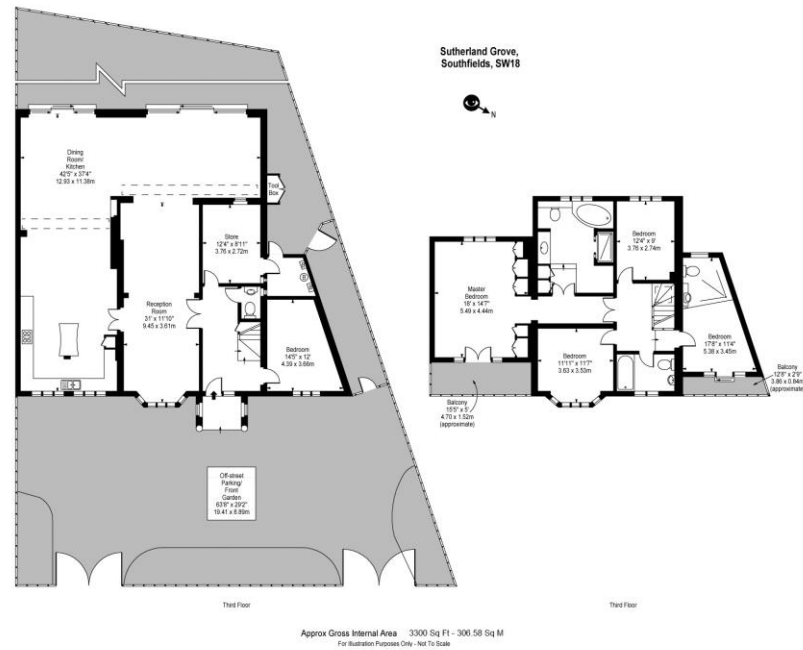 Sutherland Grove,
Southfields, SW18
N
Dining
Room/
Kitchen
42'5" x 37'4"
12.93 x 11.38m
Tool
Box
Store
12'4" x 8'11"
3.76 x 2.72m
Reception
Room
31' x 11'10"
9.45 x 3.61m
Bedroom
14'5" x 12'
4.39 x 3.66m
Off-street
Parking/
Front
Garden
63'8" x 29'2"
19.41 x 8.89m
Third Floor
Bedroom
12'4" x 9'
3.76 x 2.74m
Master
Bedroom
18' x 14'7"
5.49 x 4.44m
Bedroom
11'11" x 11'7"
3.63 x 3.53m
Bedroom
17'8" x 11'4"
5.38 x 3.45m
Balcony
12'8" x 2'9"
3.86 x 0.84m
(approximate)
Balcony
15'5" x 5'
4.70 x 1.52m
(approximate)
Third Floor
Approx Gross Internal Area 3300 Sq Ft - 306.58 Sq M
For Illustration Purposes Only - Not To Scale